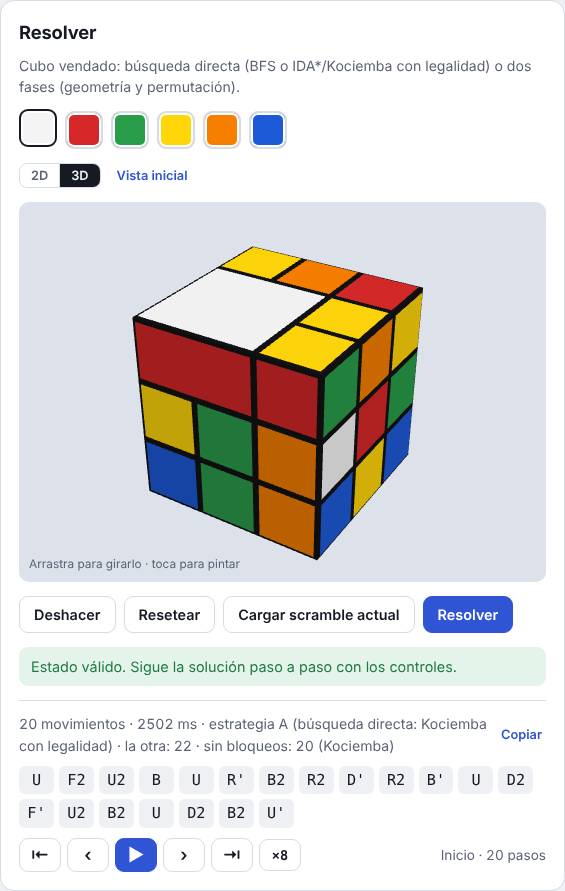 Resolver
Cubo vendado: búsqueda directa (BFS o IDA*/Kociemba con legalidad) o dos
fases (geometría y permutación).
2D 3D Vista inicial
Arrastra para girarlo · toca para pintar
Deshacer Resetear Cargar scramble actual Resolver
Estado válido. Sigue la solución paso a paso con los controles.
20 movimientos · 2502 ms · estrategia A (búsqueda directa: Kociemba
con legalidad) · la otra: 22 · sin bloqueos: 20 (Kociemba)
Copiar
U F2 U2 B U R' B2 R2 D' R2 B' U D2
F' U2 B2 U D2 B2 U'
×8 Inicio · 20 pasos